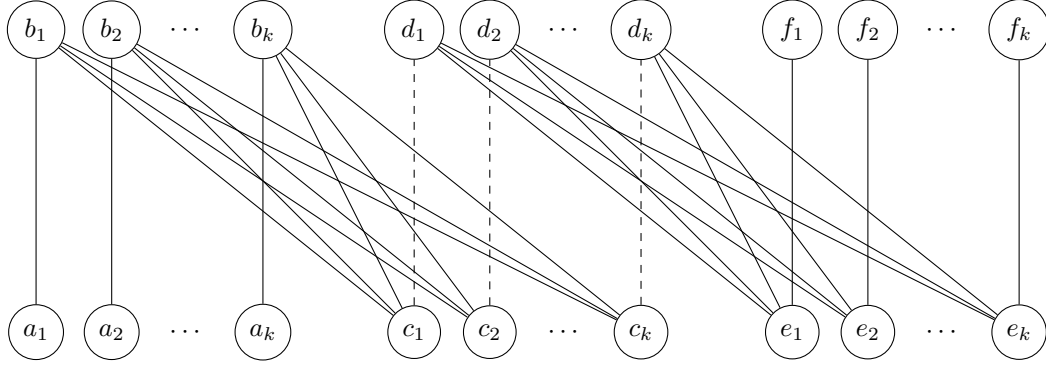 b₁ b₂ ⋯ bₖ d₁ d₂ ⋯ dₖ f₁ f₂ ⋯ fₖ
a₁ a₂ ⋯ aₖ c₁ c₂ ⋯ cₖ e₁ e₂ ⋯ eₖ